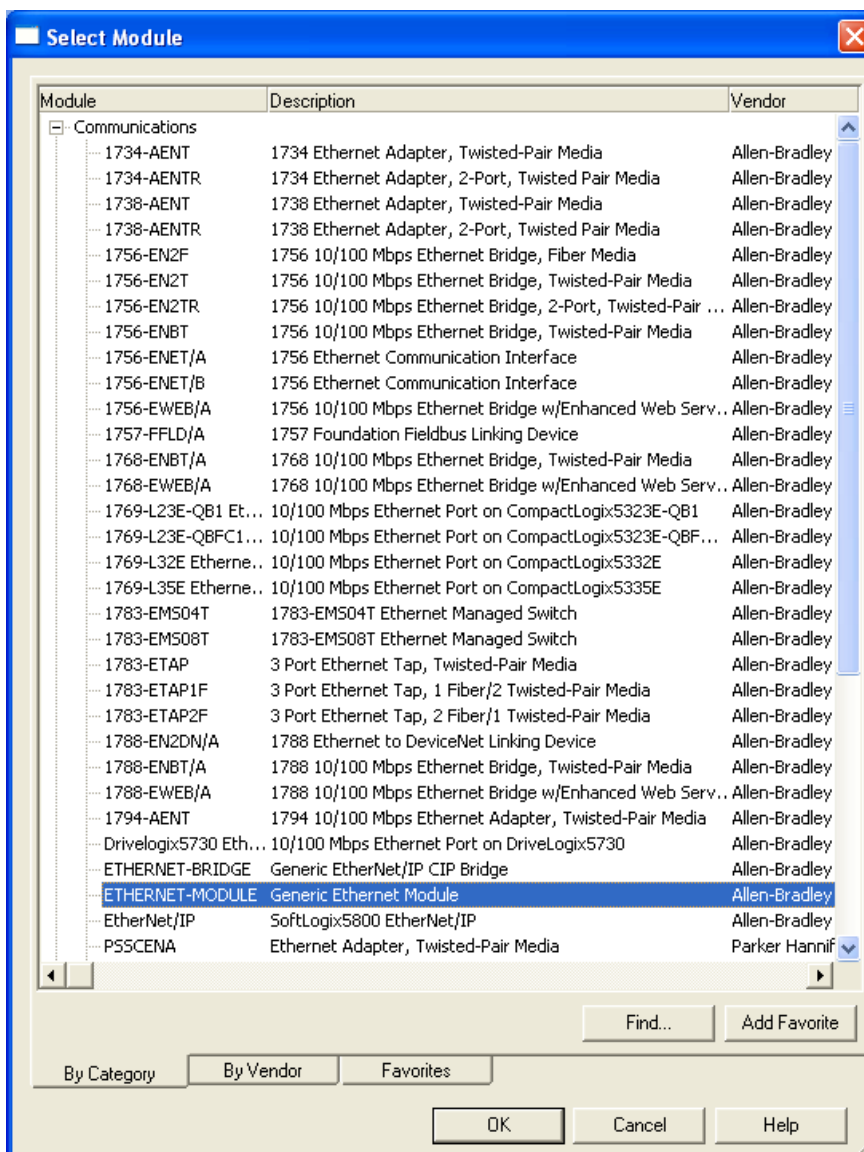 Select Module
Module Description Vendor
Communications
1734-AENT 1734 Ethernet Adapter, Twisted-Pair Media Allen-Bradley
1734-AENTR 1734 Ethernet Adapter, 2-Port, Twisted Pair Media Allen-Bradley
1738-AENT 1738 Ethernet Adapter, Twisted-Pair Media Allen-Bradley
1738-AENTR 1738 Ethernet Adapter, 2-Port, Twisted Pair Media Allen-Bradley
1756-EN2F 1756 10/100 Mbps Ethernet Bridge, Fiber Media Allen-Bradley
1756-EN2T 1756 10/100 Mbps Ethernet Bridge, Twisted-Pair Media Allen-Bradley
1756-EN2TR 1756 10/100 Mbps Ethernet Bridge, 2-Port, Twisted-Pair ... Allen-Bradley
1756-ENBT 1756 10/100 Mbps Ethernet Bridge, Twisted-Pair Media Allen-Bradley
1756-ENET/A 1756 Ethernet Communication Interface Allen-Bradley
1756-ENET/B 1756 Ethernet Communication Interface Allen-Bradley
1756-EWEB/A 1756 10/100 Mbps Ethernet Bridge w/Enhanced Web Serv.. Allen-Bradley
1757-FFLD/A 1757 Foundation Fieldbus Linking Device Allen-Bradley
1768-ENBT/A 1768 10/100 Mbps Ethernet Bridge, Twisted-Pair Media Allen-Bradley
1768-EWEB/A 1768 10/100 Mbps Ethernet Bridge w/Enhanced Web Serv.. Allen-Bradley
1769-L23E-QB1 Et... 10/100 Mbps Ethernet Port on CompactLogix5323E-QB1 Allen-Bradley
1769-L23E-QBFC1... 10/100 Mbps Ethernet Port on CompactLogix5323E-QBF... Allen-Bradley
1769-L32E Etherne.. 10/100 Mbps Ethernet Port on CompactLogix5332E Allen-Bradley
1769-L35E Etherne.. 10/100 Mbps Ethernet Port on CompactLogix5335E Allen-Bradley
1783-EMS04T 1783-EMS04T Ethernet Managed Switch Allen-Bradley
1783-EMS08T 1783-EMS08T Ethernet Managed Switch Allen-Bradley
1783-ETAP 3 Port Ethernet Tap, Twisted-Pair Media Allen-Bradley
1783-ETAP1F 3 Port Ethernet Tap, 1 Fiber/2 Twisted-Pair Media Allen-Bradley
1783-ETAP2F 3 Port Ethernet Tap, 2 Fiber/1 Twisted-Pair Media Allen-Bradley
1788-EN2DN/A 1788 Ethernet to DeviceNet Linking Device Allen-Bradley
1788-ENBT/A 1788 10/100 Mbps Ethernet Bridge, Twisted-Pair Media Allen-Bradley
1788-EWEB/A 1788 10/100 Mbps Ethernet Bridge w/Enhanced Web Serv.. Allen-Bradley
1794-AENT 1794 10/100 Mbps Ethernet Adapter, Twisted-Pair Media Allen-Bradley
Drivelogix5730 Eth... 10/100 Mbps Ethernet Port on DriveLogix5730 Allen-Bradley
ETHERNET-BRIDGE Generic EtherNet/IP CIP Bridge Allen-Bradley
ETHERNET-MODULE Generic Ethernet Module Allen-Bradley
EtherNet/IP SoftLogix5800 EtherNet/IP Allen-Bradley
PSSCENA Ethernet Adapter, Twisted-Pair Media Parker Hannif
Find... Add Favorite
By Category By Vendor Favorites
OK Cancel Help